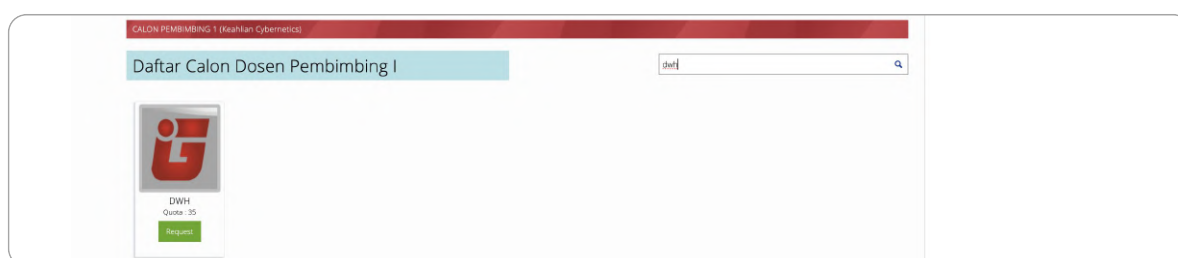 CALON PEMBIMBING 1 (Keahlian Cybernetics)
Daftar Calon Dosen Pembimbing I
dwh
DWH
Quota : 35
Request